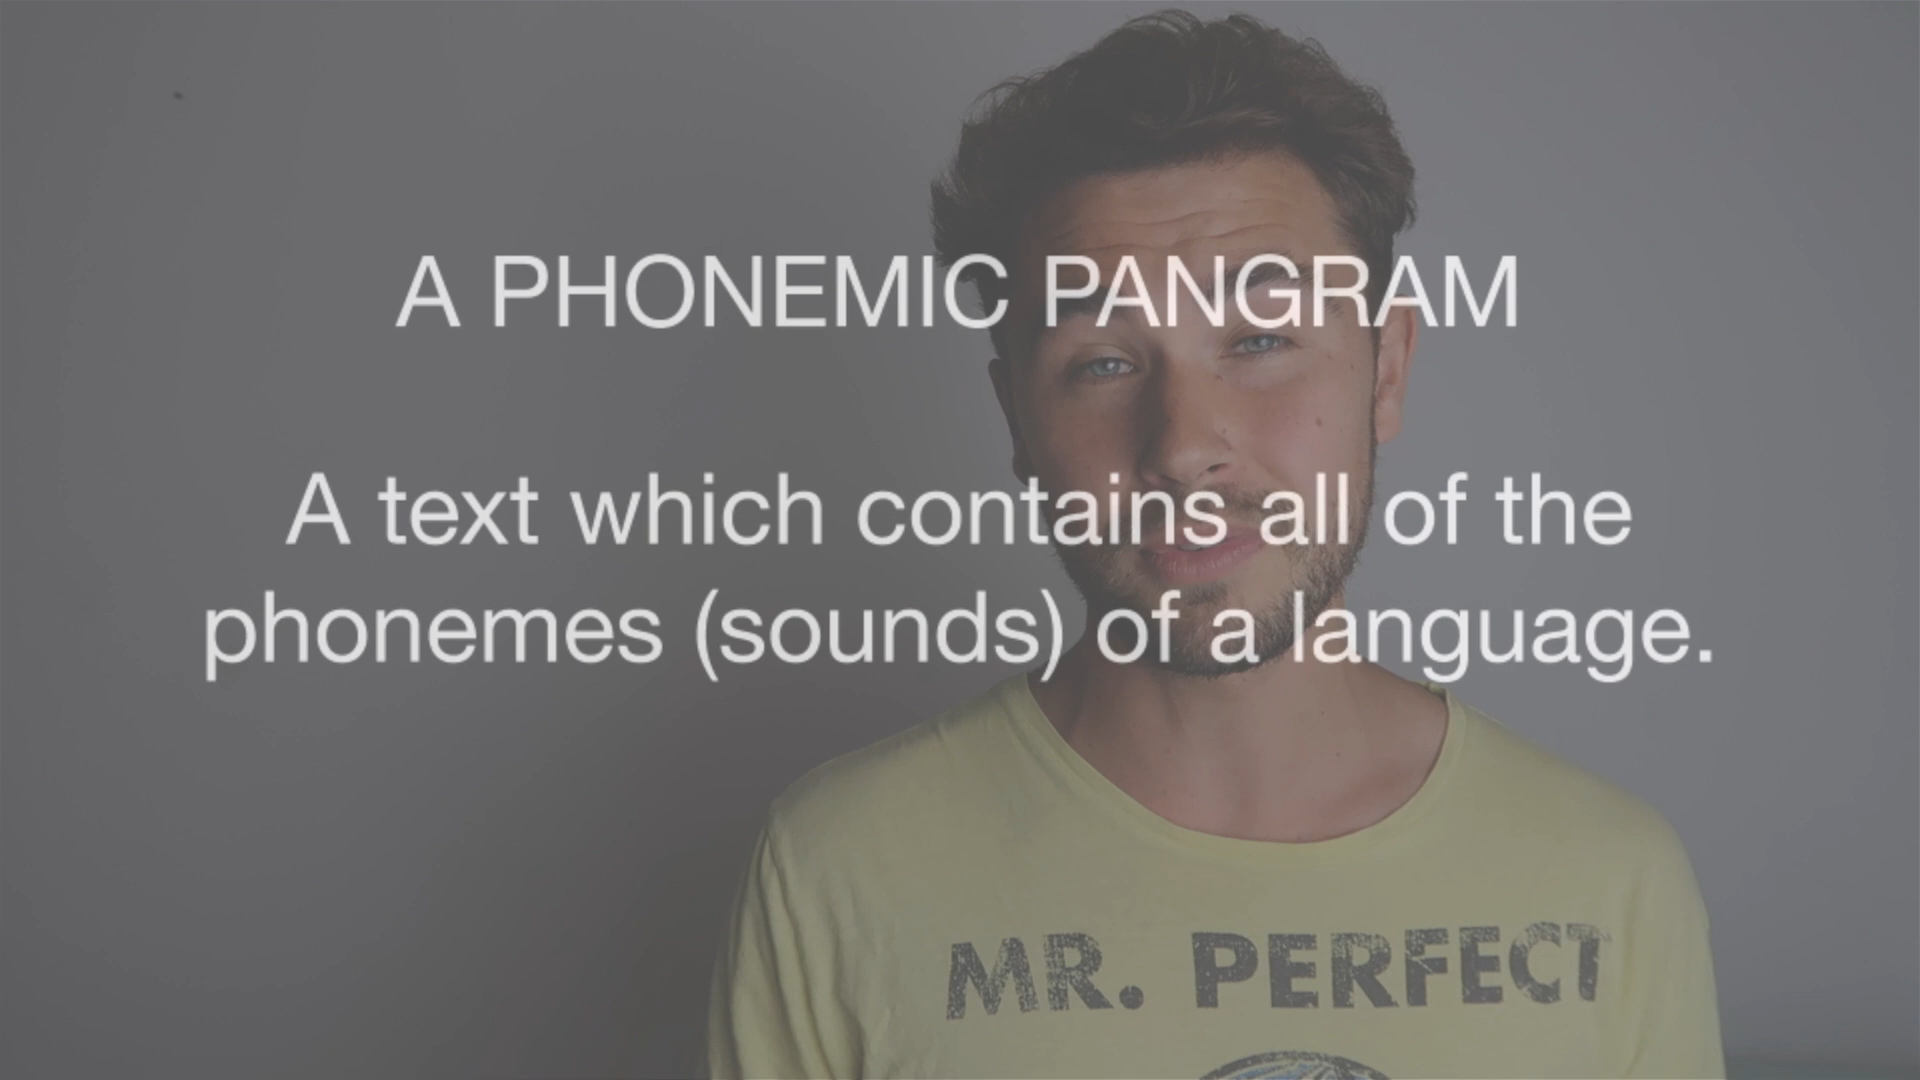 A PHONEMIC PANGRAM
A text which contains all of the
phonemes (sounds) of a language.
MR. PERFECT